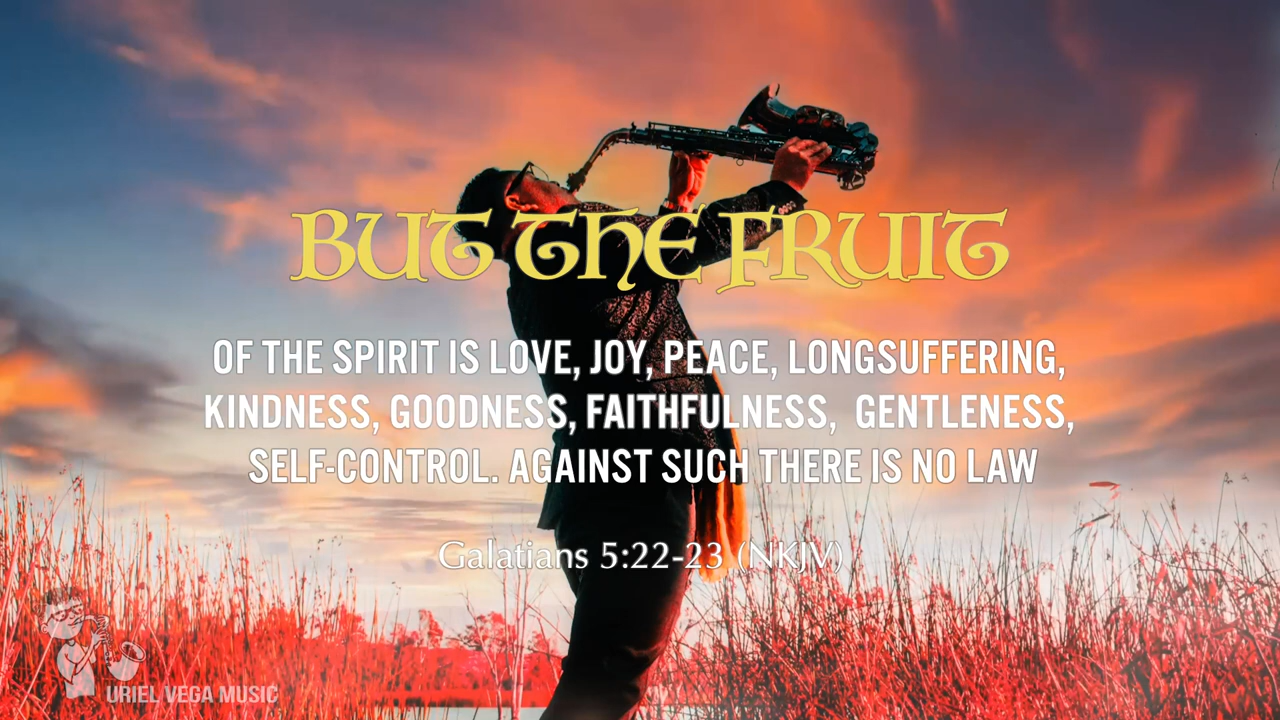 BUT THE FRUIT
OF THE SPIRIT IS LOVE, JOY, PEACE, LONGSUFFERING,
KINDNESS, GOODNESS, FAITHFULNESS, GENTLENESS,
SELF-CONTROL. AGAINST SUCH THERE IS NO LAW
Galatians 5:22-23 (NKJV)
URIEL VEGA MUSIC